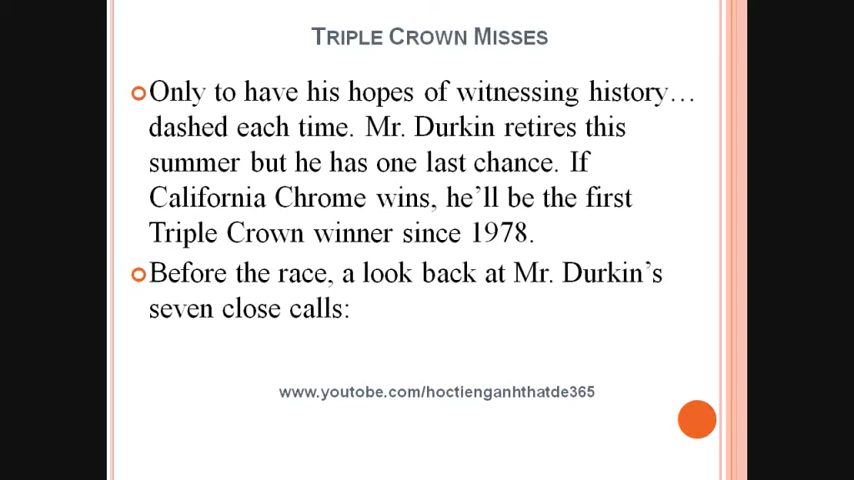 TRIPLE CROWN MISSES
Only to have his hopes of witnessing history…
dashed each time. Mr. Durkin retires this
summer but he has one last chance. If
California Chrome wins, he’ll be the first
Triple Crown winner since 1978.
Before the race, a look back at Mr. Durkin’s
seven close calls:
www.youtube.com/hoctienganhthatde365